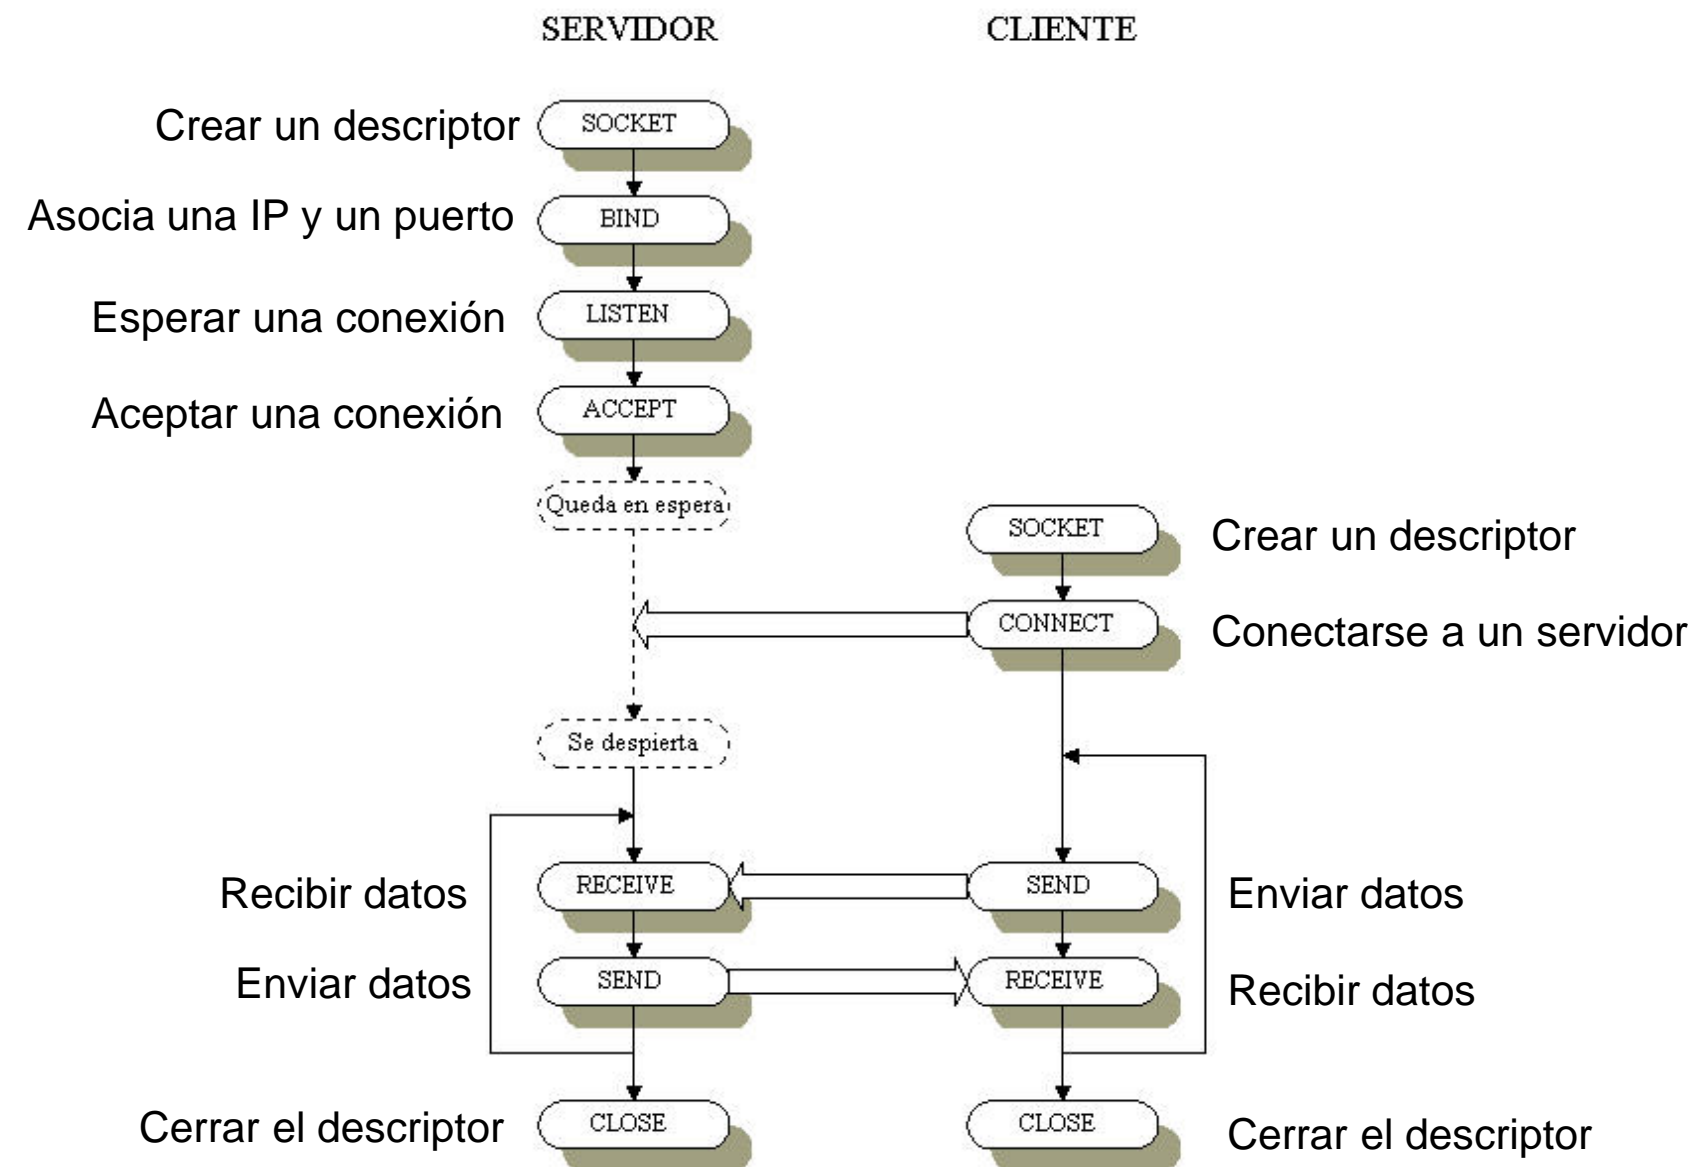 SERVIDOR CLIENTE
Crear un descriptor SOCKET
Asocia una IP y un puerto BIND
Esperar una conexión LISTEN
Aceptar una conexión ACCEPT
Queda en espera
SOCKET Crear un descriptor
CONNECT Conectarse a un servidor
Se despierta
Recibir datos RECEIVE SEND Enviar datos
Enviar datos SEND RECEIVE Recibir datos
Cerrar el descriptor CLOSE CLOSE Cerrar el descriptor